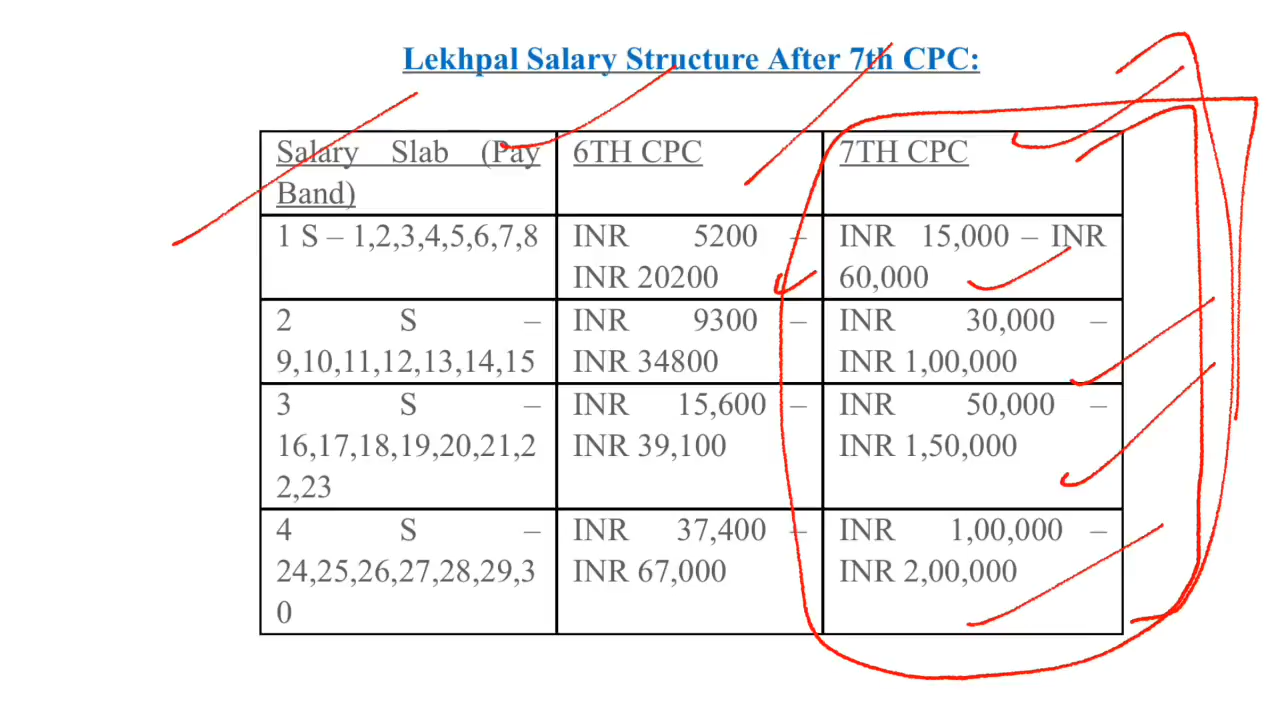 Lekhpal Salary Structure After 7th CPC:
Salary Slab (Pay
Band)
6TH CPC
7TH CPC
1 S – 1,2,3,4,5,6,7,8
INR 5200 –
INR 20200
INR 15,000 – INR
60,000
2 S –
9,10,11,12,13,14,15
INR 9300 –
INR 34800
INR 30,000 –
INR 1,00,000
3 S –
16,17,18,19,20,21,2
2,23
INR 15,600 –
INR 39,100
INR 50,000 –
INR 1,50,000
4 S –
24,25,26,27,28,29,3
0
INR 37,400 –
INR 67,000
INR 1,00,000 –
INR 2,00,000